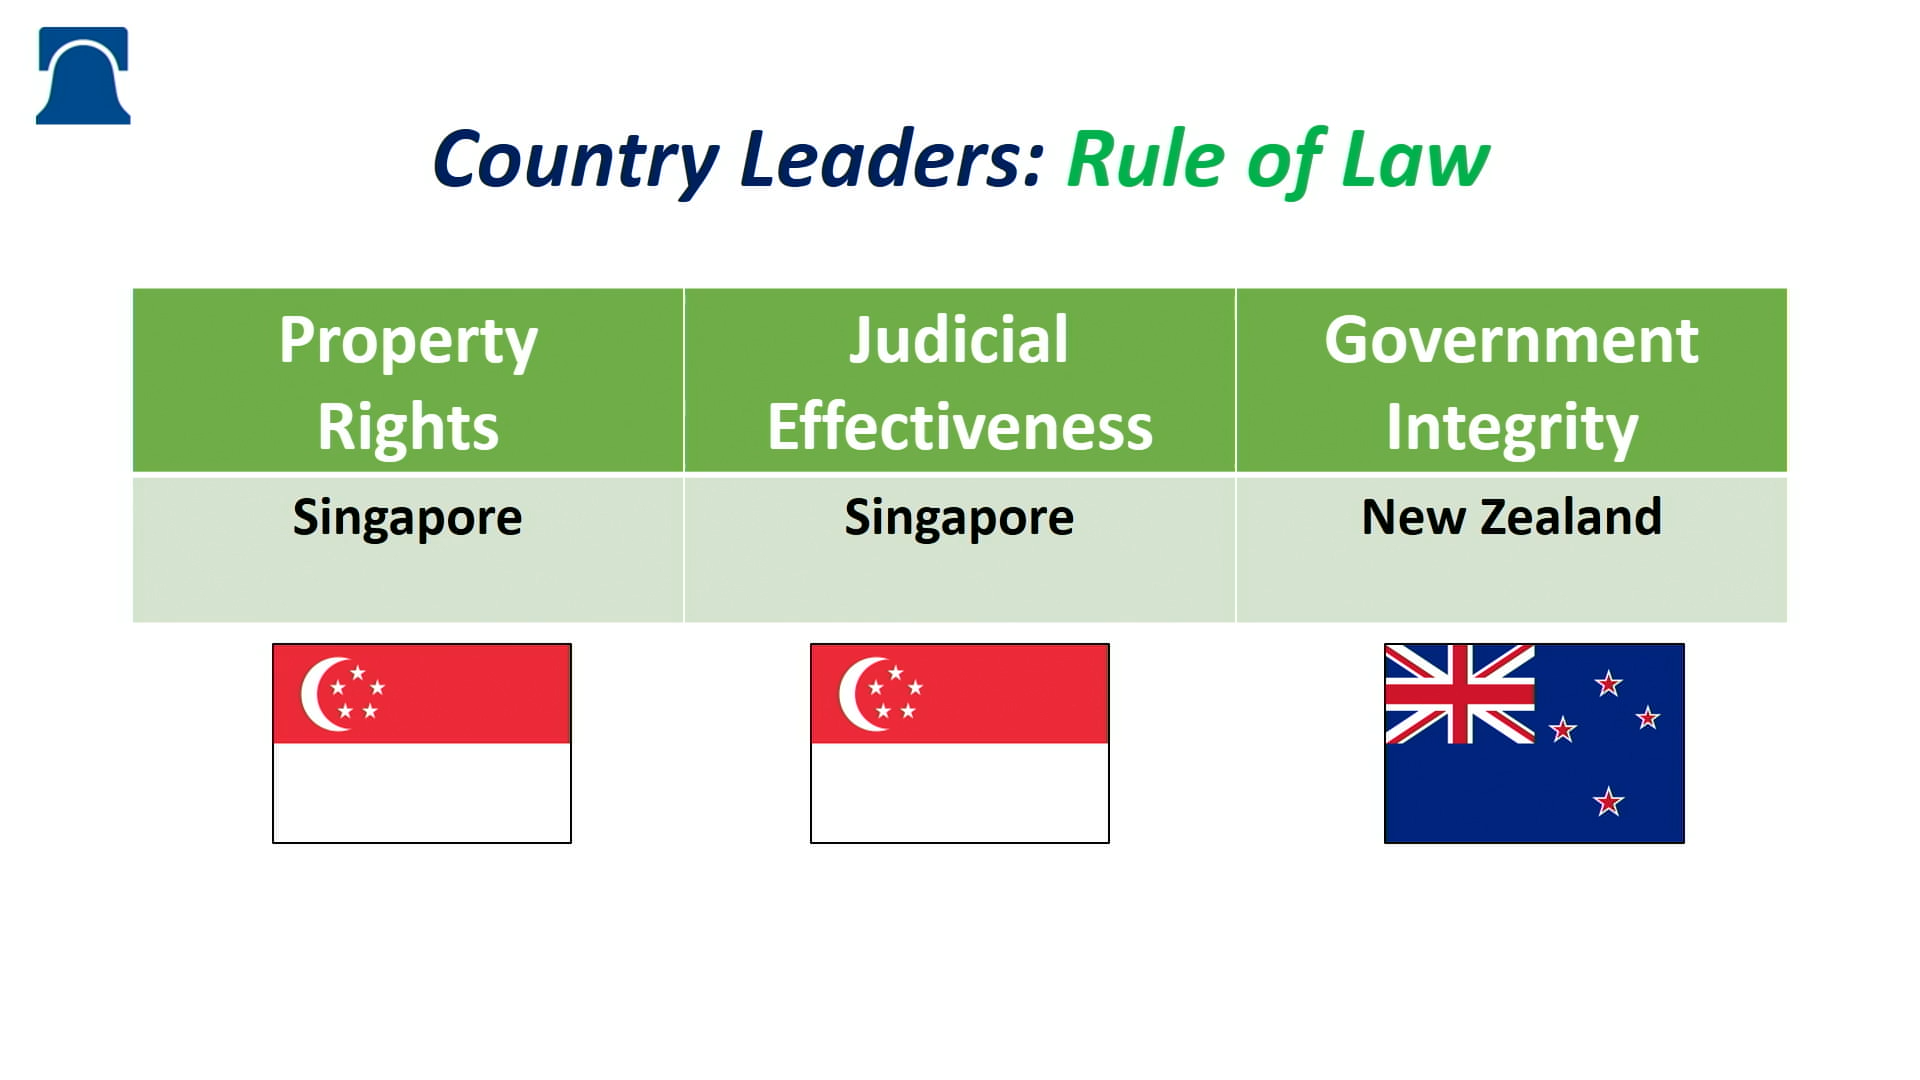 Country Leaders: Rule of Law
Property
Rights
Judicial
Effectiveness
Government
Integrity
Singapore
Singapore
New Zealand